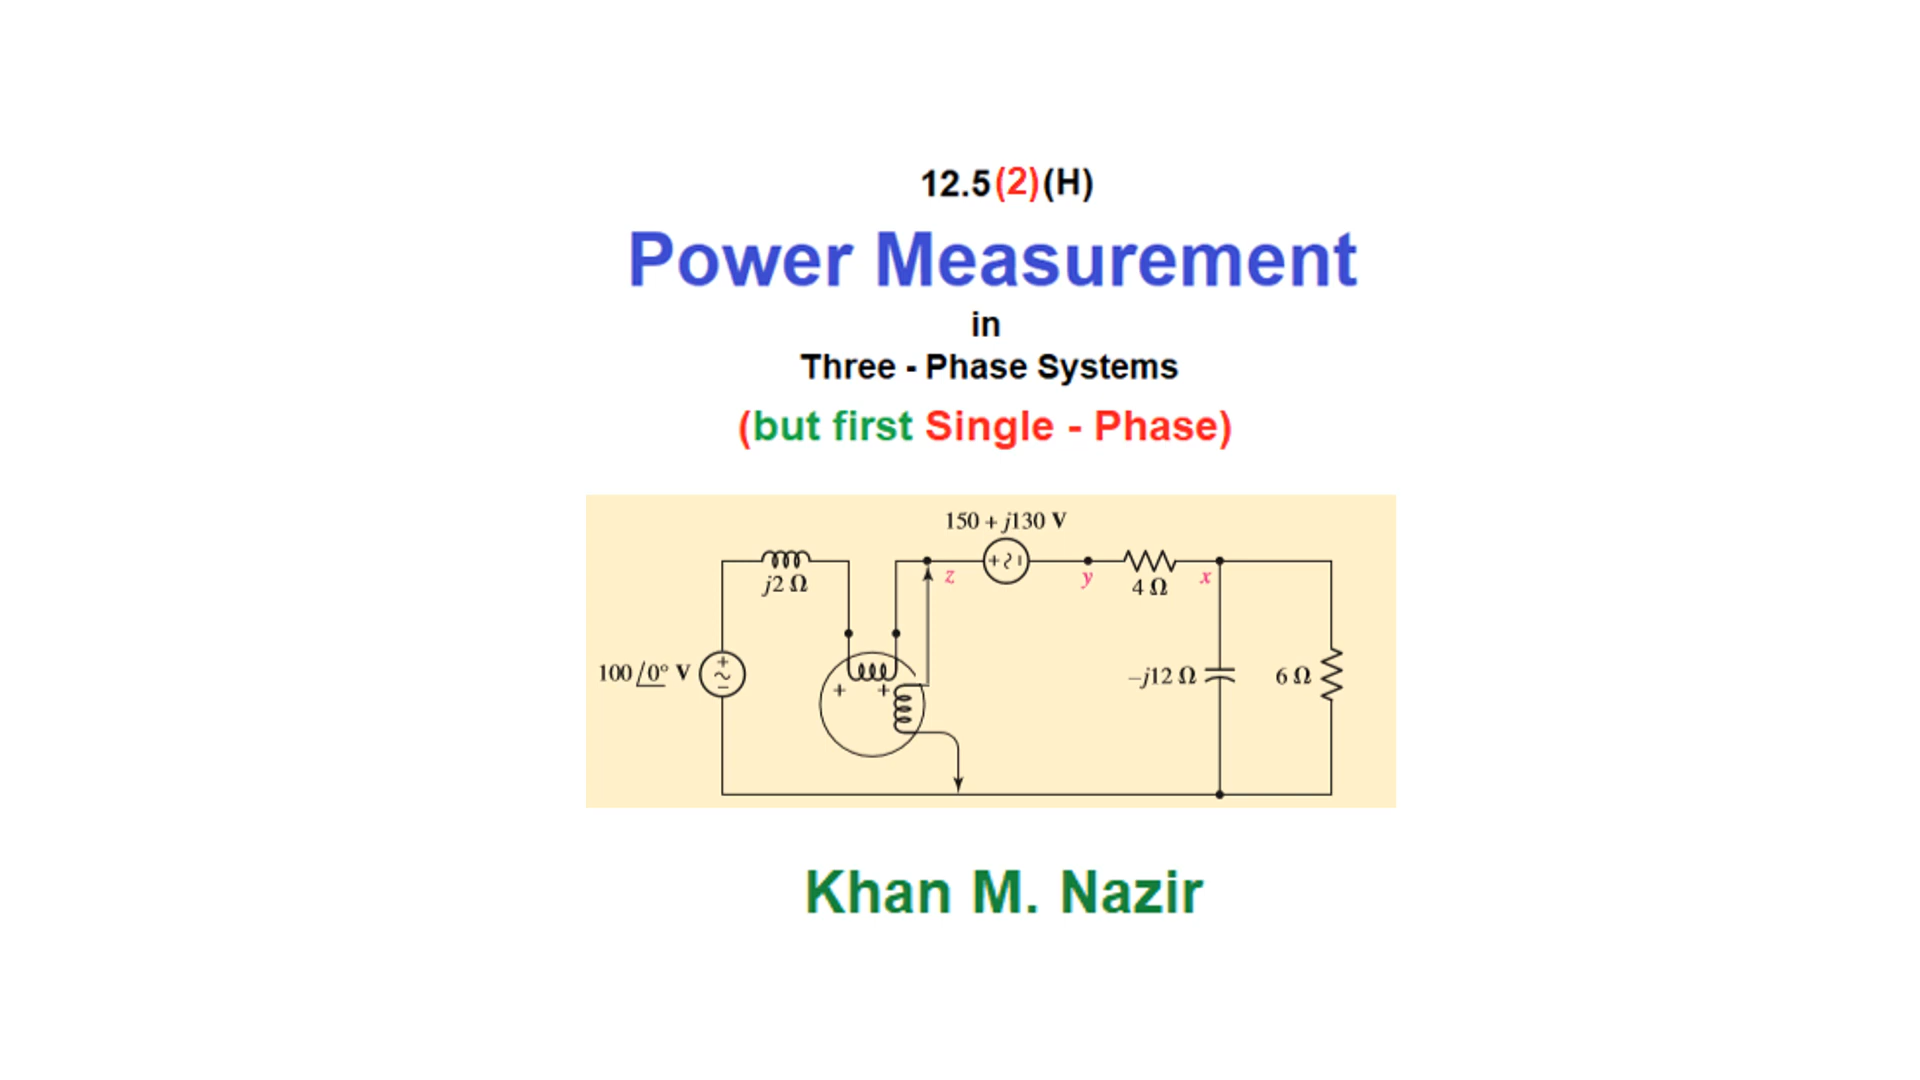 12.5(2)(H)
Power Measurement
in
Three - Phase Systems
(but first Single - Phase)
150 + j130 V
j2 Ω
z
y
4 Ω
x
100 /0° V
–j12 Ω
6 Ω
Khan M. Nazir